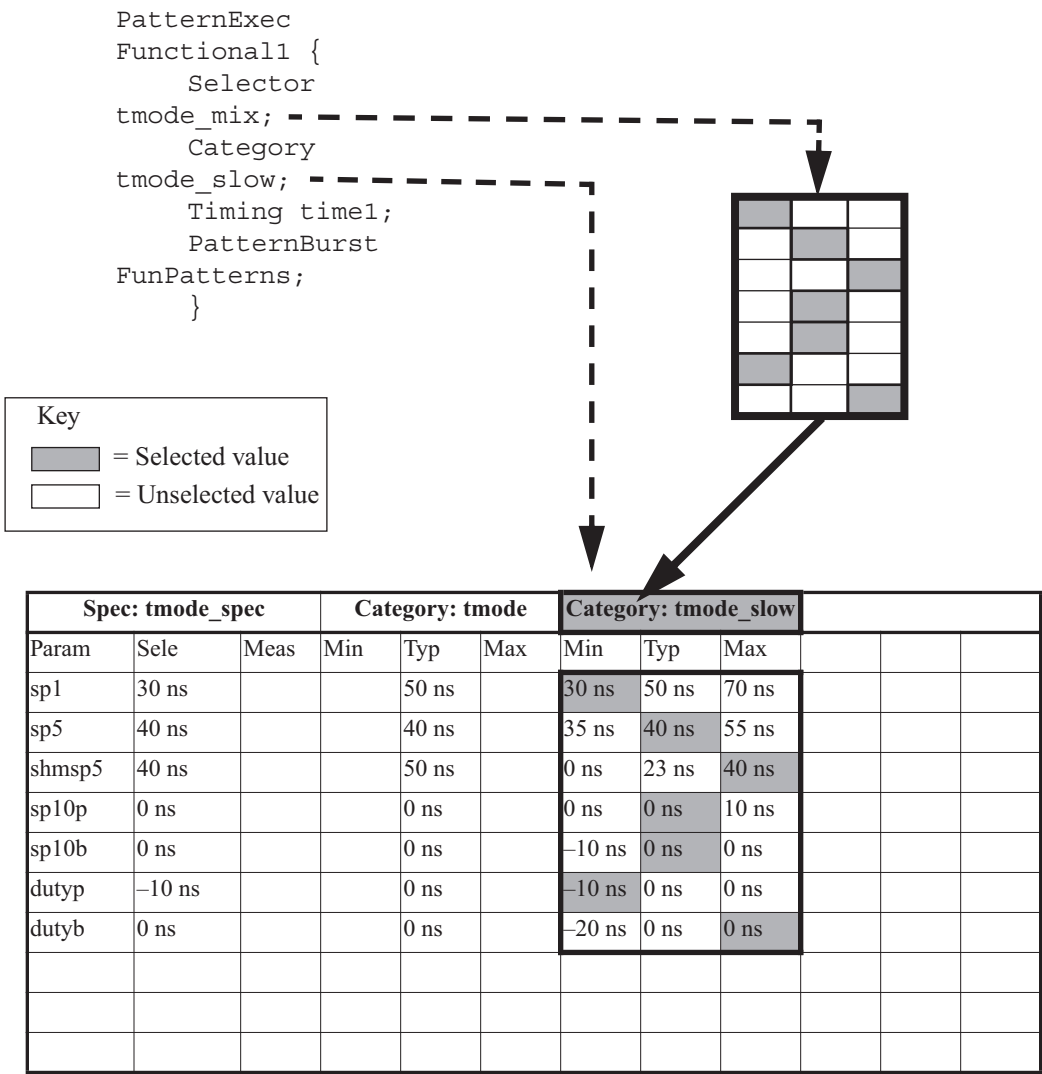 PatternExec
Functional1 {
Selector
tmode_mix;
Category
tmode_slow;
Timing time1;
PatternBurst
FunPatterns;
}
Key
= Selected value
= Unselected value
Spec: tmode_spec Category: tmode Category: tmode_slow
Param Sele Meas Min Typ Max Min Typ Max
sp1 30 ns 50 ns 30 ns 50 ns 70 ns
sp5 40 ns 40 ns 35 ns 40 ns 55 ns
shmsp5 40 ns 50 ns 0 ns 23 ns 40 ns
sp10p 0 ns 0 ns 0 ns 0 ns 10 ns
sp10b 0 ns 0 ns –10 ns 0 ns 0 ns
dutyp –10 ns 0 ns –10 ns 0 ns 0 ns
dutyb 0 ns 0 ns –20 ns 0 ns 0 ns